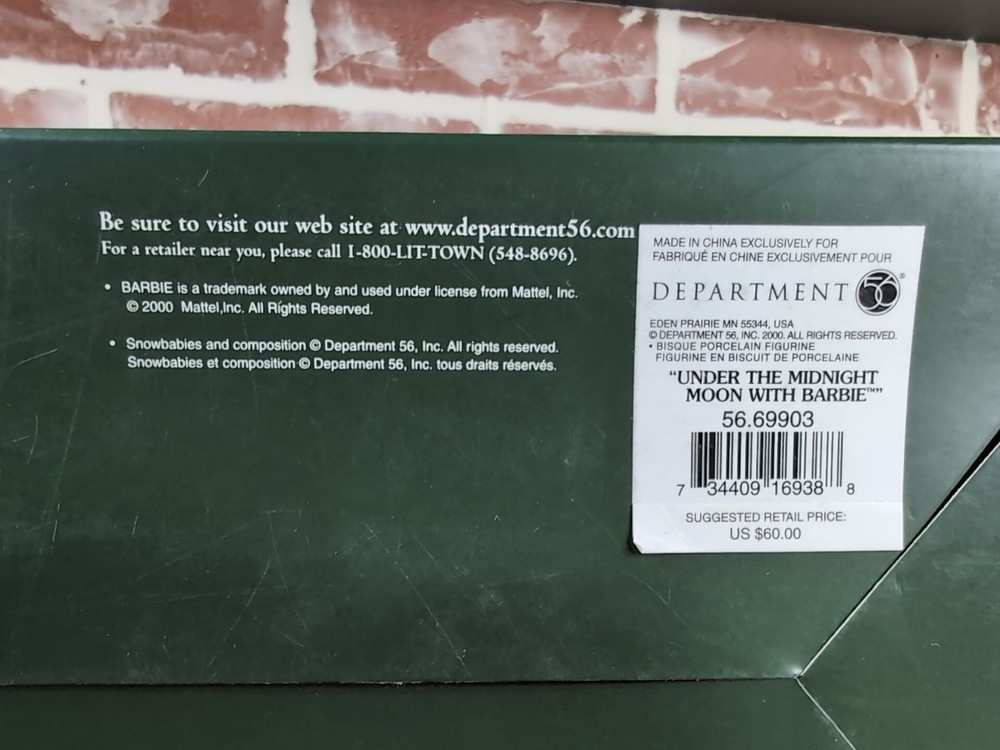 Be sure to visit our web site at www.department56.com
For a retailer near you, please call 1-800-LIT-TOWN (548-8696).
• BARBIE is a trademark owned by and used under license from Mattel, Inc.
© 2000 Mattel,Inc. All Rights Reserved.
• Snowbabies and composition © Department 56, Inc. All rights reserved.
Snowbabies et composition © Department 56, Inc. tous droits réservés.
MADE IN CHINA EXCLUSIVELY FOR
FABRIQUÉ EN CHINE EXCLUSIVEMENT POUR
DEPARTMENT 56®
EDEN PRAIRIE MN 55344, USA
© DEPARTMENT 56, INC. 2000. ALL RIGHTS RESERVED.
• BISQUE PORCELAIN FIGURINE
FIGURINE EN BISCUIT DE PORCELAINE
“UNDER THE MIDNIGHT
MOON WITH BARBIE™”
56.69903
7 34409 16938 8
SUGGESTED RETAIL PRICE:
US $60.00